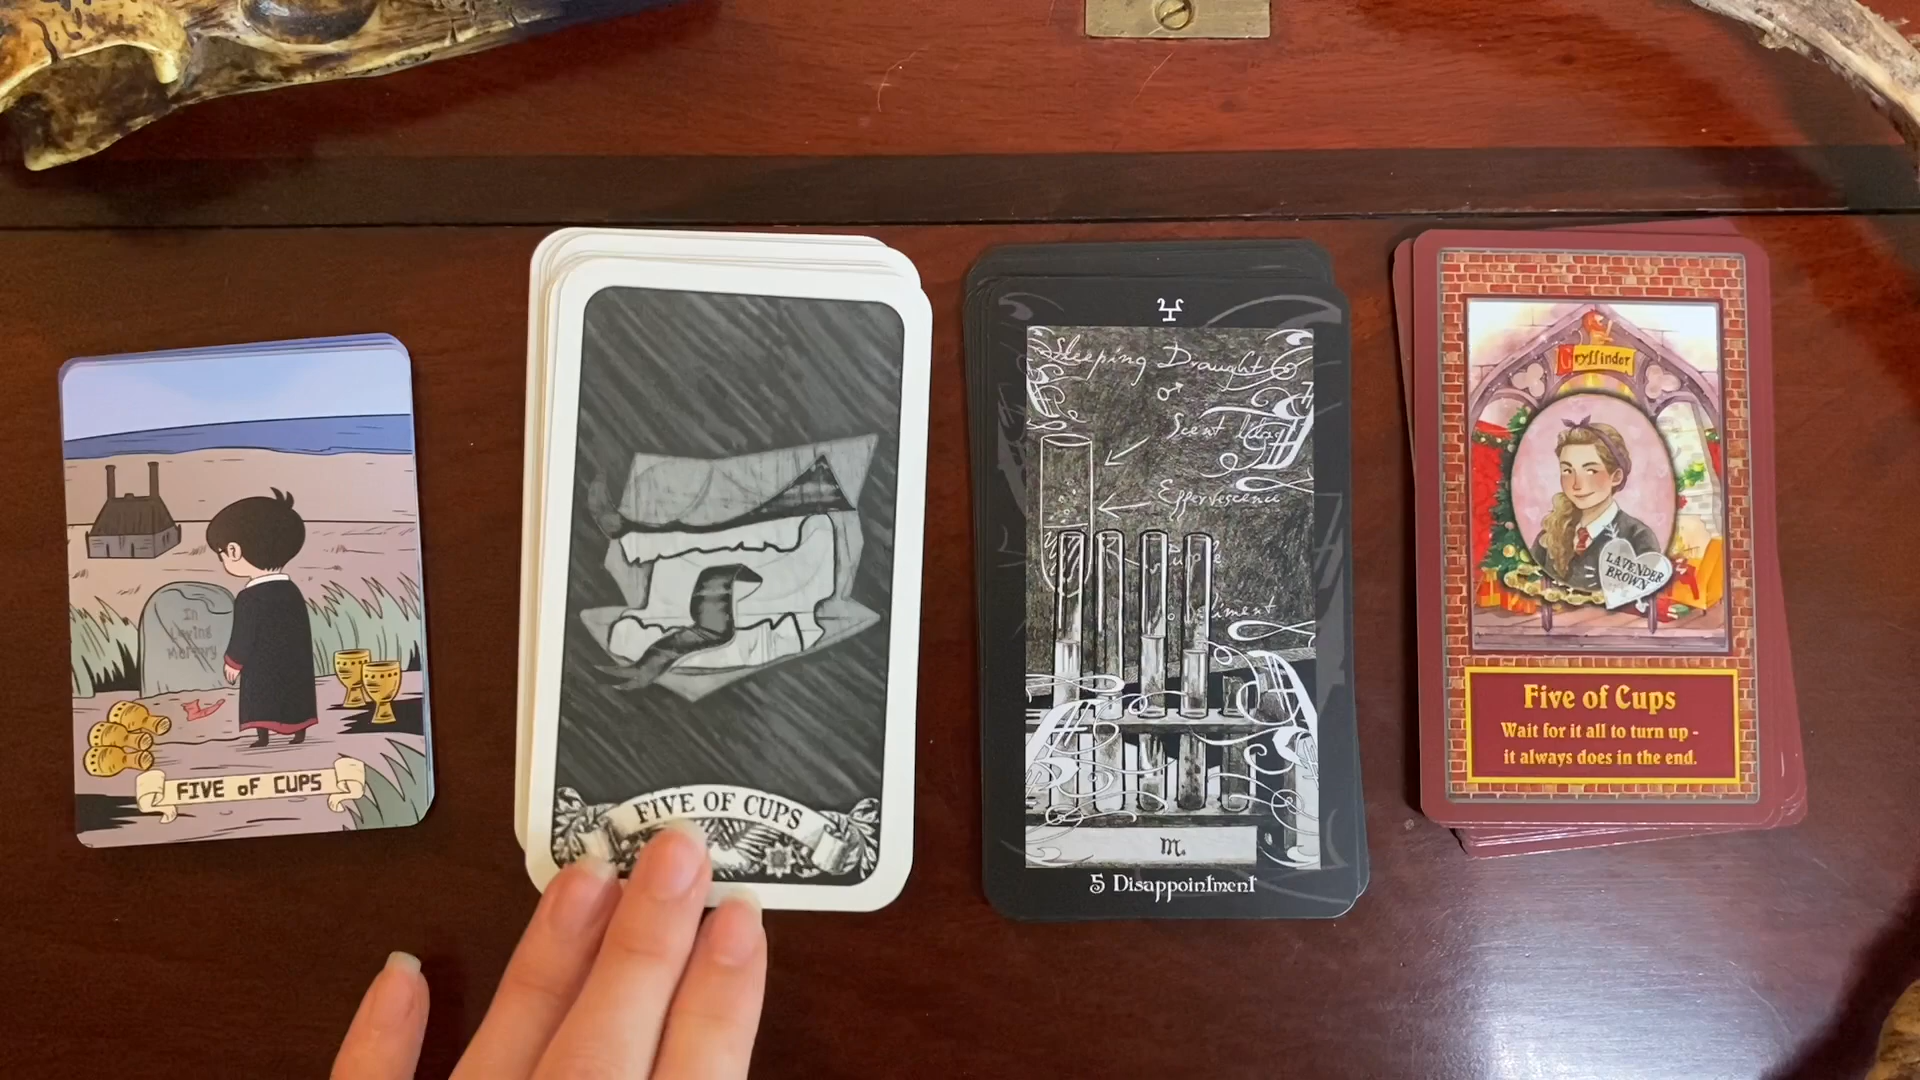 In
Loving
Memory
FIVE oF CUPS
FIVE OF CUPS
Sleeping Draught
Scent
Effervescence
m.
5 Disappointment
Gryffindor
LAVENDER
BROWN
Five of Cups
Wait for it all to turn up -
it always does in the end.